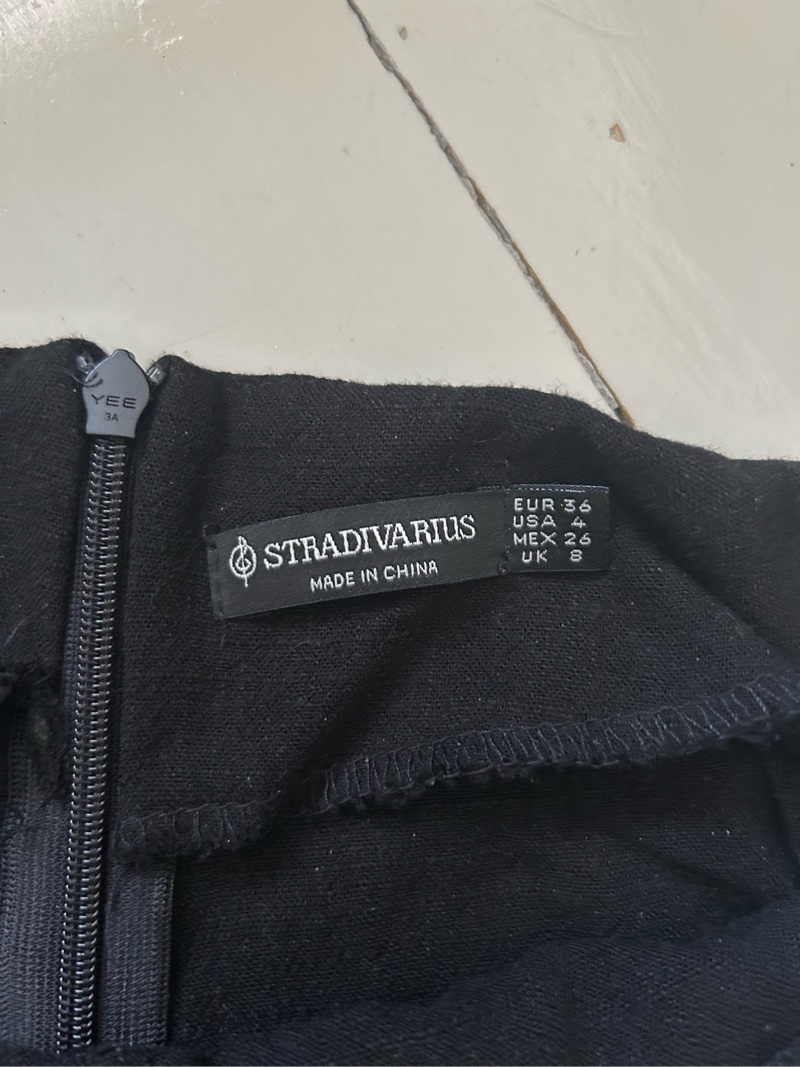 YEE
3A
STRADIVARIUS
MADE IN CHINA
EUR 36
USA 4
MEX 26
UK 8